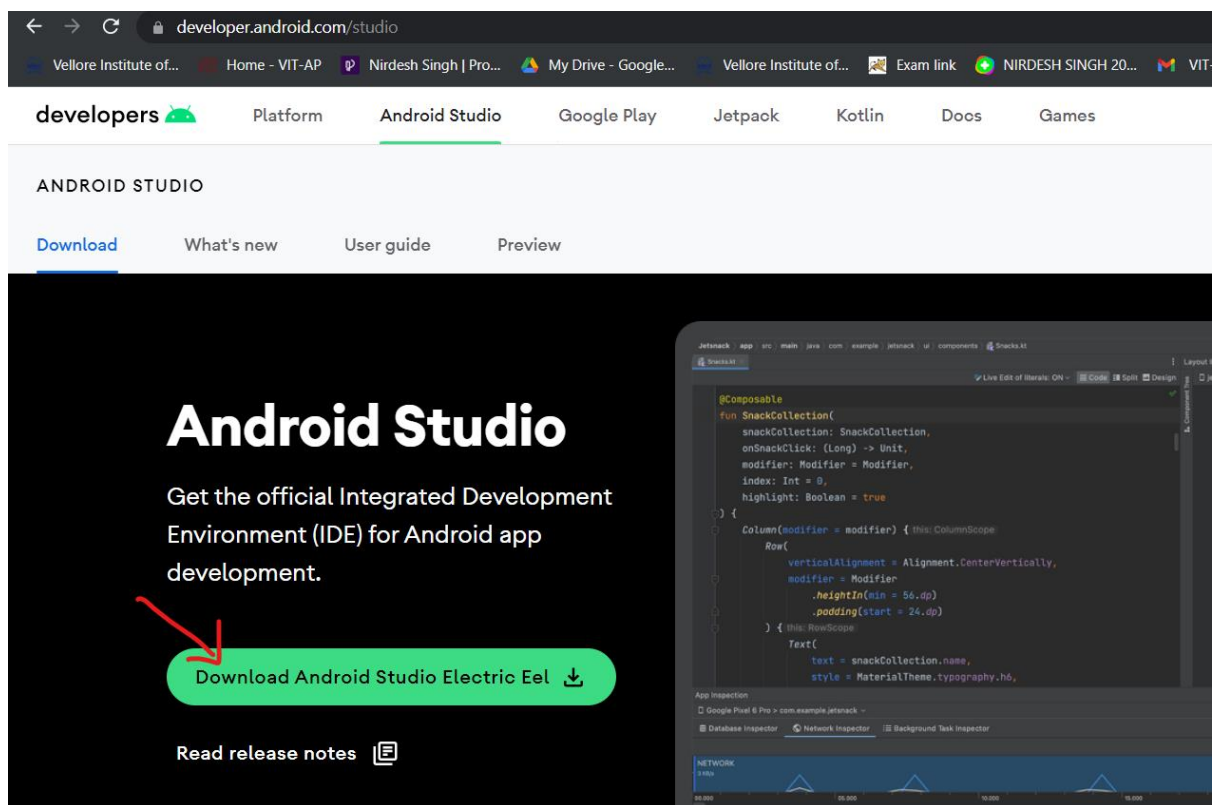 developer.android.com/studio
Vellore Institute of... Home - VIT-AP Nirdesh Singh | Pro... My Drive - Google... Vellore Institute of... Exam link NIRDESH SINGH 20... VIT-
developers Platform Android Studio Google Play Jetpack Kotlin Docs Games
ANDROID STUDIO
Download What's new User guide Preview
Android Studio
Get the official Integrated Development
Environment (IDE) for Android app
development.
Download Android Studio Electric Eel
Read release notes
Jetsnack app src main java com example jetsnack ui components Snacks.kt
Snacks.kt Layout
Live Edit of literals: ON Code Split Design
Component Tree
@Composable
fun SnackCollection(
snackCollection: SnackCollection,
onSnackClick: (Long) -> Unit,
modifier: Modifier = Modifier,
index: Int = 0,
highlight: Boolean = true
) {
Column(modifier = modifier) { this: ColumnScope
Row(
verticalAlignment = Alignment.CenterVertically,
modifier = Modifier
.heightIn(min = 56.dp)
.padding(start = 24.dp)
) { this: RowScope
Text(
text = snackCollection.name,
style = MaterialTheme.typography.h6,
App Inspection
Google Pixel 6 Pro > com.example.jetsnack
Database Inspector Network Inspector Background Task Inspector
NETWORK